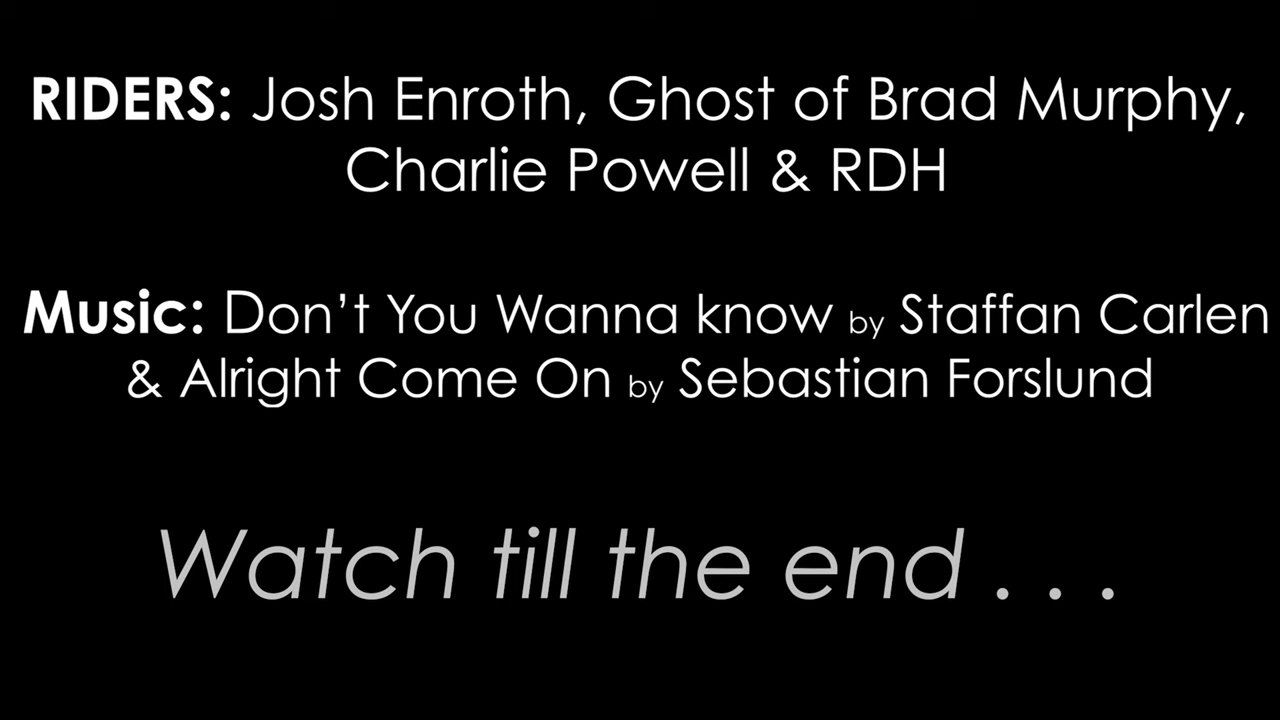 RIDERS: Josh Enroth, Ghost of Brad Murphy,
Charlie Powell & RDH
Music: Don’t You Wanna know by Staffan Carlen
& Alright Come On by Sebastian Forslund
Watch till the end . . .